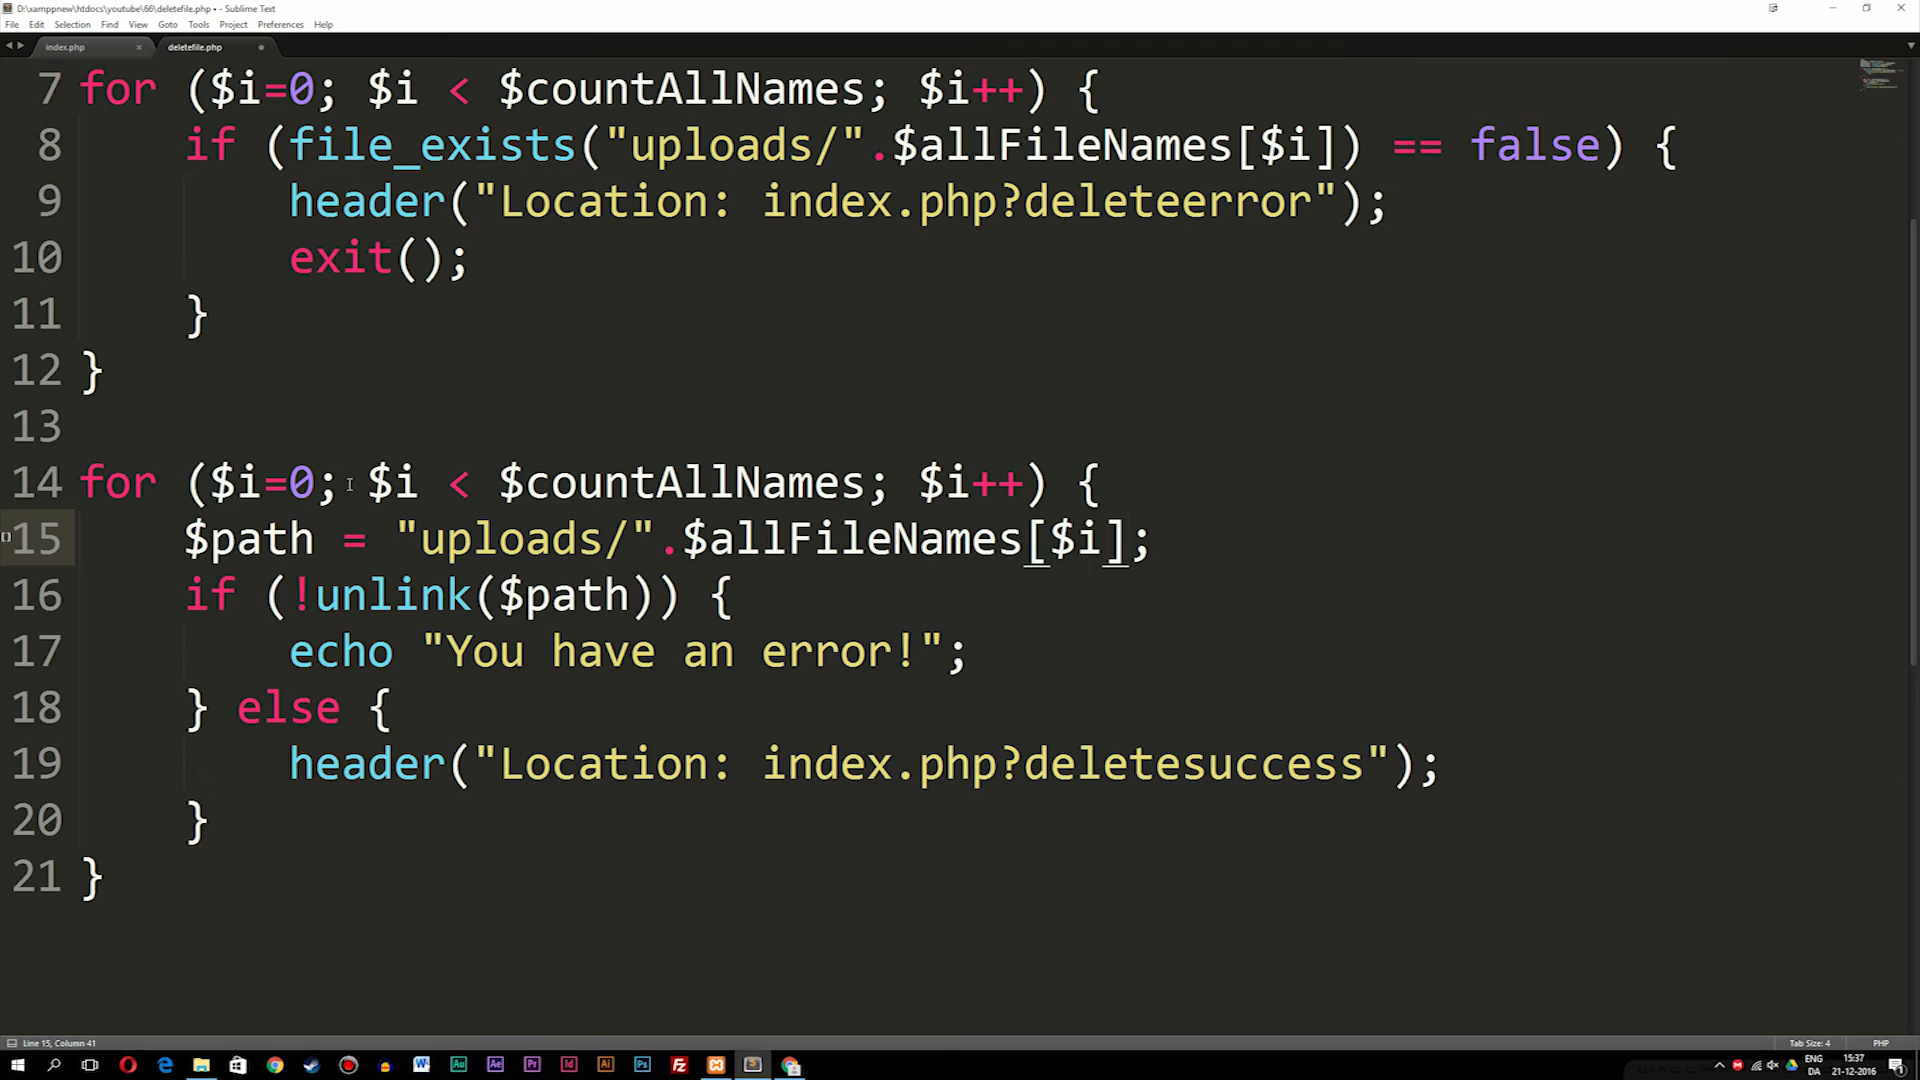 D:\xamppnew\htdocs\youtube\66\deletefile.php • - Sublime Text
File Edit Selection Find View Goto Tools Project Preferences Help
index.php × deletefile.php
7 for ($i=0; $i < $countAllNames; $i++) {
8 if (file_exists("uploads/".$allFileNames[$i]) == false) {
9 header("Location: index.php?deleteerror");
10 exit();
11 }
12 }
13
14 for ($i=0; $i < $countAllNames; $i++) {
15 $path = "uploads/".$allFileNames[$i];
16 if (!unlink($path)) {
17 echo "You have an error!";
18 } else {
19 header("Location: index.php?deletesuccess");
20 }
21 }
Line 15, Column 41 Tab Size: 4 PHP
ENG 15:37
DA 21-12-2016